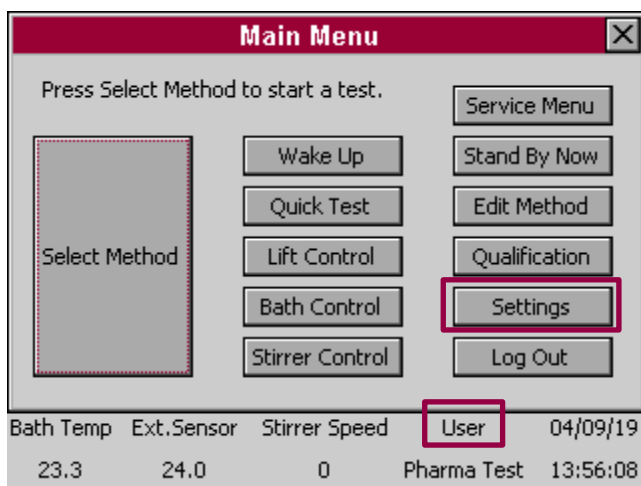 Main Menu
Press Select Method to start a test.
Service Menu
Wake Up
Stand By Now
Quick Test
Edit Method
Select Method
Lift Control
Qualification
Bath Control
Settings
Stirrer Control
Log Out
Bath Temp Ext.Sensor Stirrer Speed User 04/09/19
23.3 24.0 0 Pharma Test 13:56:08